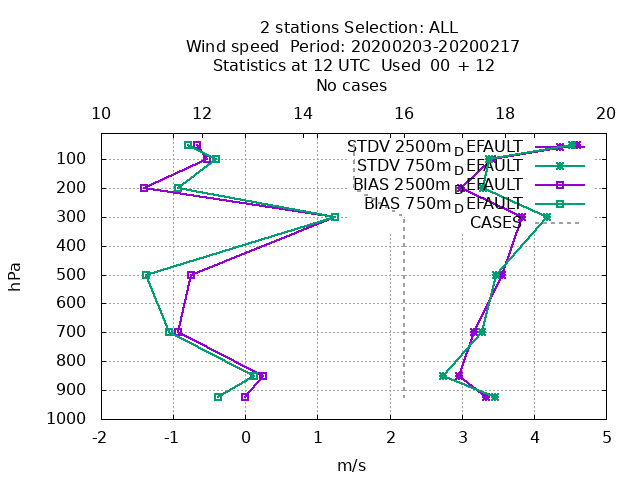 2 stations Selection: ALL
Wind speed  Period: 20200203-20200217
Statistics at 12 UTC  Used  00 + 12
No cases
10 12 14 16 18 20
STDV 2500m_DEFAULT
STDV 750m_DEFAULT
BIAS 2500m_DEFAULT
BIAS 750m_DEFAULT
CASES
100
200
300
400
500
600
700
800
900
1000
hPa
-2 -1 0 1 2 3 4 5
m/s